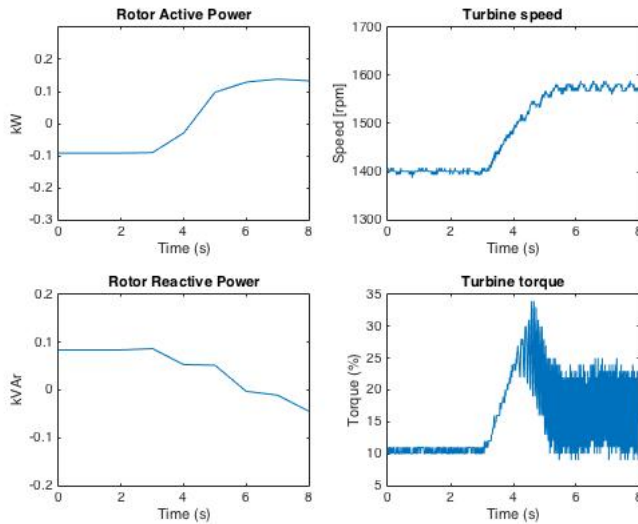 Rotor Active Power
0.2
0.1
0
-0.1
-0.2
-0.3
kW
0 2 4 6 8
Time (s)
Turbine speed
1700
1600
1500
1400
1300
Speed [rpm]
0 2 4 6 8
Time (s)
Rotor Reactive Power
0.2
0.1
0
-0.1
-0.2
kVAr
0 2 4 6 8
Time (s)
Turbine torque
35
30
25
20
15
10
5
Torque (%)
0 2 4 6 8
Time (s)